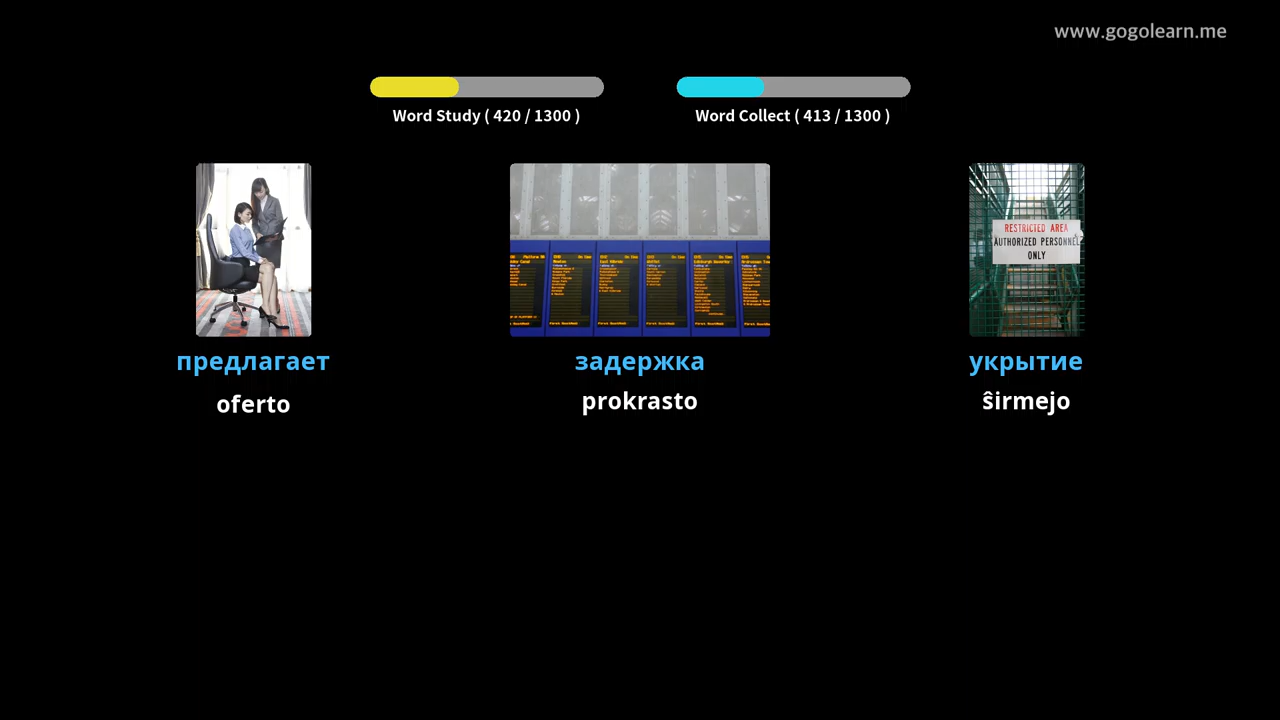 www.gogolearn.me
Word Study ( 420 / 1300 )
Word Collect ( 413 / 1300 )
RESTRICTED AREA
AUTHORIZED PERSONNEL
ONLY
предлагает
задержка
укрытие
oferto
prokrasto
ŝirmejo